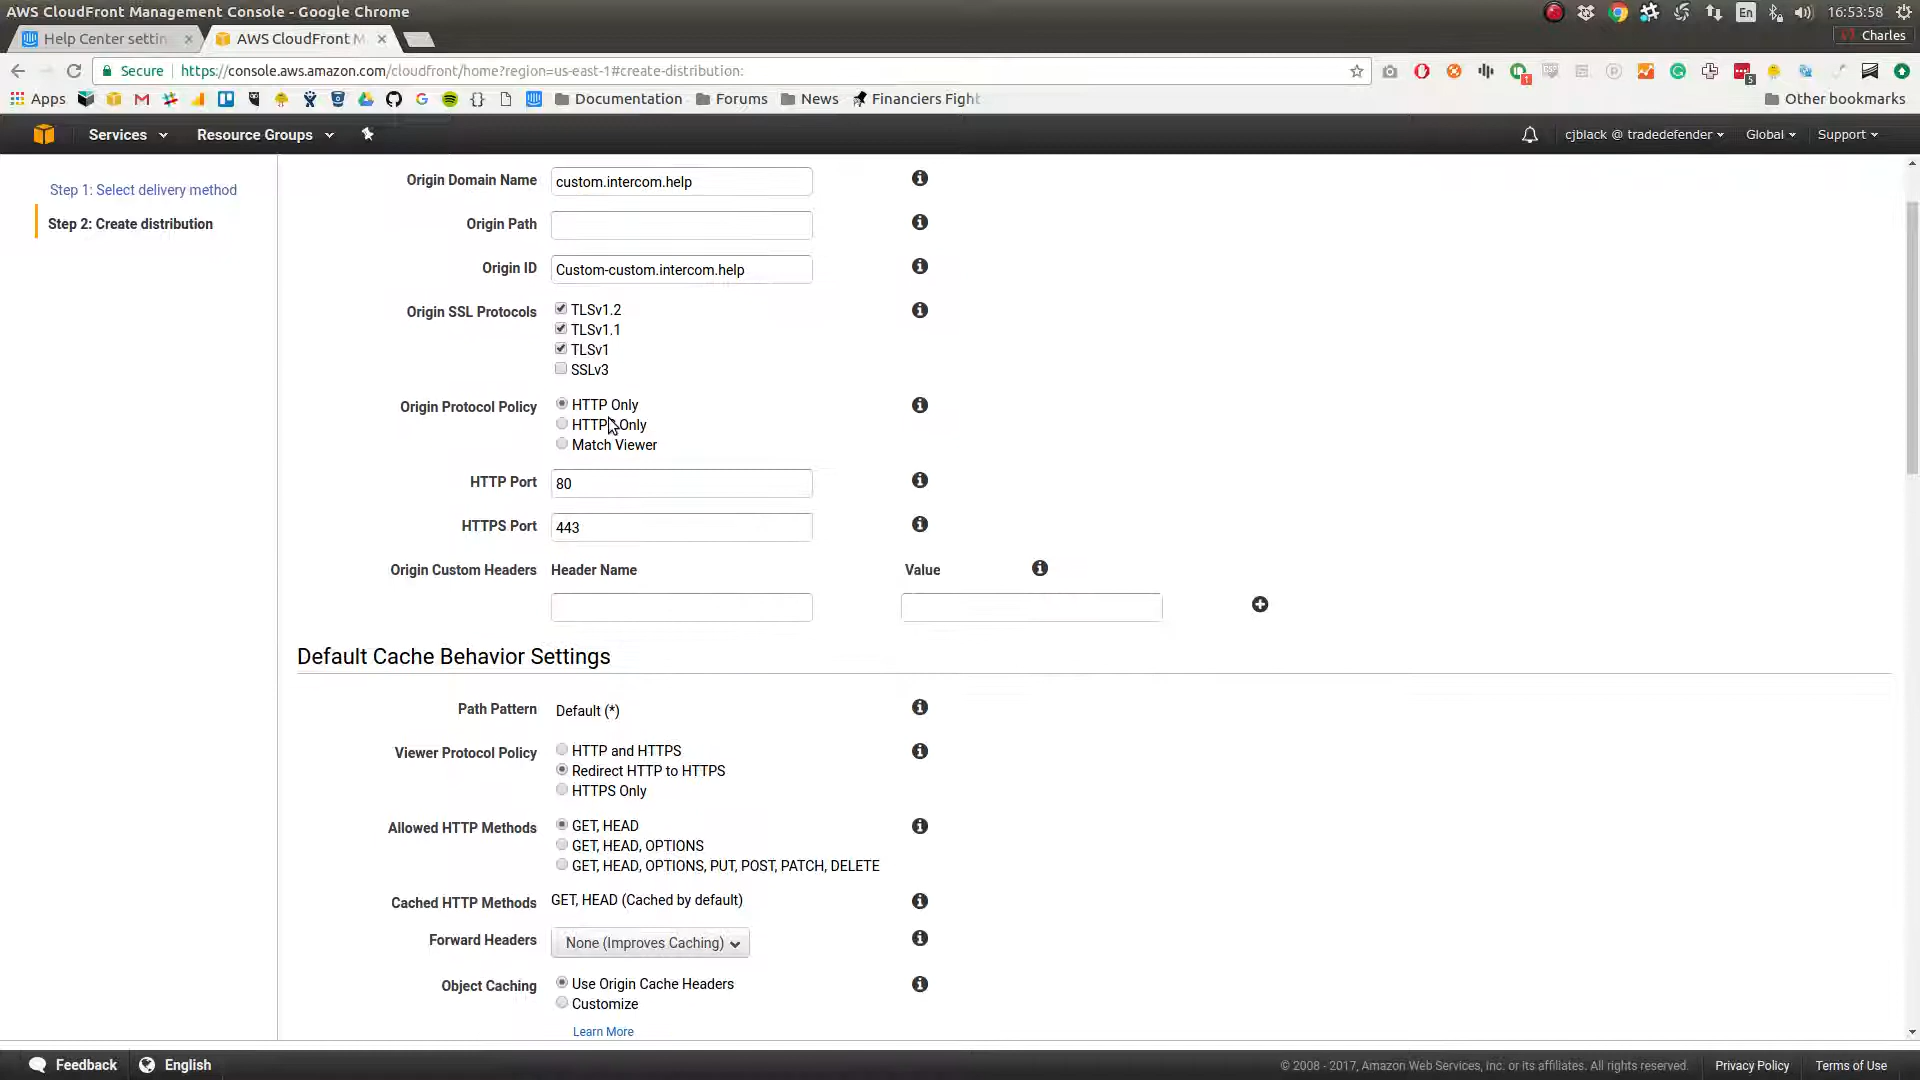 AWS CloudFront Management Console - Google Chrome
En
16:53:58
Help Center settin
AWS CloudFront M
Charles
Secure
https://console.aws.amazon.com/cloudfront/home?region=us-east-1#create-distribution:
1
5
Apps
Documentation
Forums
News
Financiers Fight
Other bookmarks
Services
Resource Groups
cjblack @ tradedefender
Global
Support
Step 1: Select delivery method
Step 2: Create distribution
Origin Domain Name
custom.intercom.help
Origin Path
Origin ID
Custom-custom.intercom.help
Origin SSL Protocols
TLSv1.2
TLSv1.1
TLSv1
SSLv3
Origin Protocol Policy
HTTP Only
HTTPS Only
Match Viewer
HTTP Port
80
HTTPS Port
443
Origin Custom Headers
Header Name
Value
Default Cache Behavior Settings
Path Pattern
Default (*)
Viewer Protocol Policy
HTTP and HTTPS
Redirect HTTP to HTTPS
HTTPS Only
Allowed HTTP Methods
GET, HEAD
GET, HEAD, OPTIONS
GET, HEAD, OPTIONS, PUT, POST, PATCH, DELETE
Cached HTTP Methods
GET, HEAD (Cached by default)
Forward Headers
None (Improves Caching)
Object Caching
Use Origin Cache Headers
Customize
Learn More
Feedback
English
© 2008 - 2017, Amazon Web Services, Inc. or its affiliates. All rights reserved.
Privacy Policy
Terms of Use